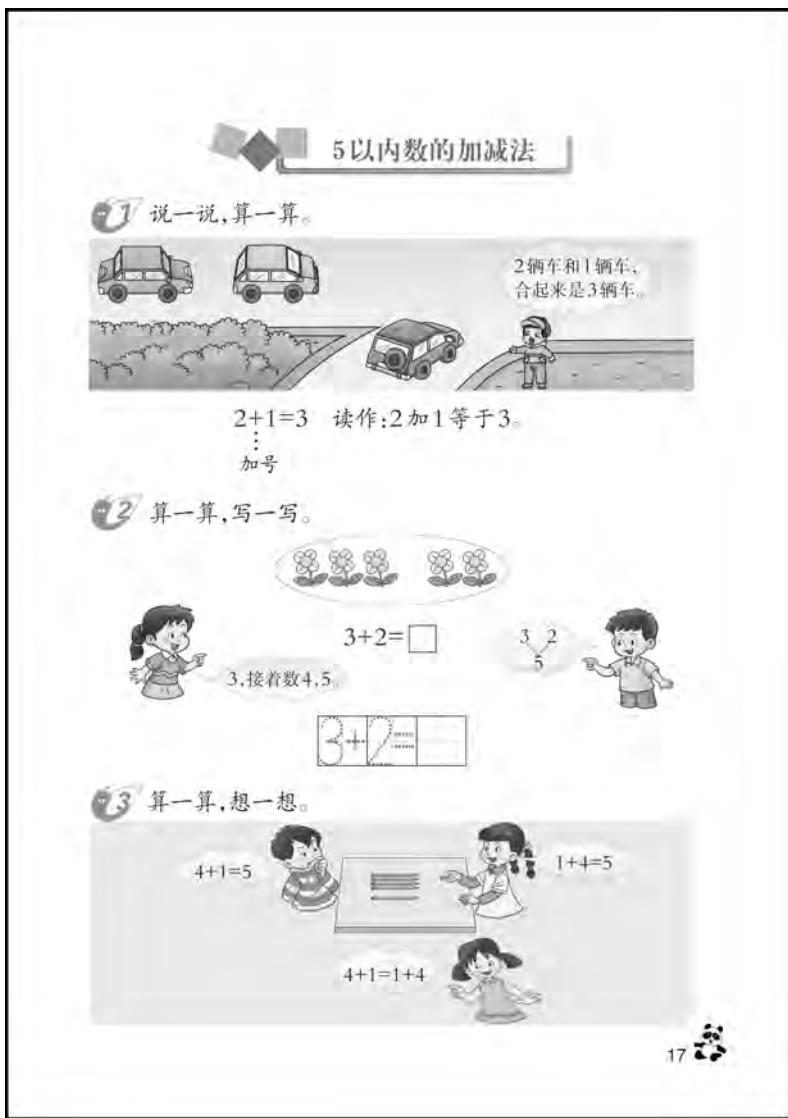 5以内数的加减法
1 说一说,算一算。
2辆车和1辆车,
合起来是3辆车。
2+1=3 读作:2加1等于3。
加号
2 算一算,写一写。
3+2=□
3 2
5
3,接着数4,5。
3+2=
3 算一算,想一想。
4+1=5
1+4=5
4+1=1+4
17